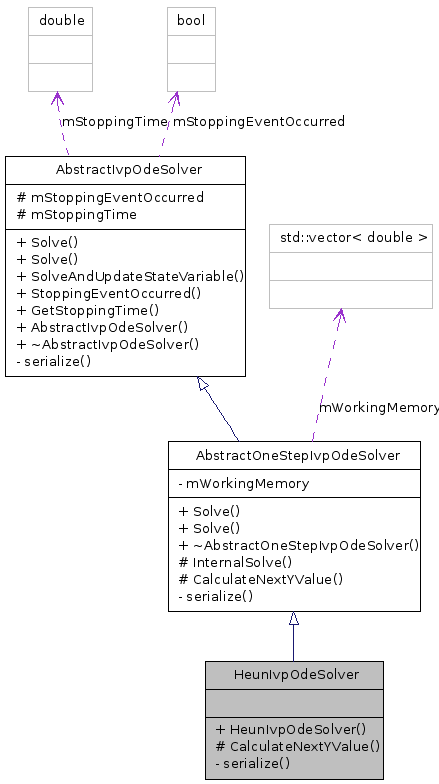 double
bool
mStoppingTime
mStoppingEventOccurred
AbstractIvpOdeSolver
# mStoppingEventOccurred
# mStoppingTime
+ Solve()
+ Solve()
+ SolveAndUpdateStateVariable()
+ StoppingEventOccurred()
+ GetStoppingTime()
+ AbstractIvpOdeSolver()
+ ~AbstractIvpOdeSolver()
- serialize()
std::vector< double >
mWorkingMemory
AbstractOneStepIvpOdeSolver
- mWorkingMemory
+ Solve()
+ Solve()
+ ~AbstractOneStepIvpOdeSolver()
# InternalSolve()
# CalculateNextYValue()
- serialize()
HeunIvpOdeSolver
+ HeunIvpOdeSolver()
# CalculateNextYValue()
- serialize()